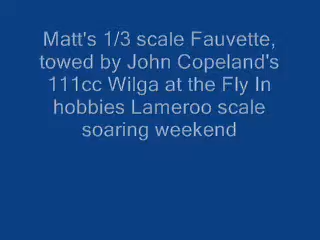 Matt's 1/3 scale Fauvette,
towed by John Copeland's
111cc Wilga at the Fly In
hobbies Lameroo scale
soaring weekend